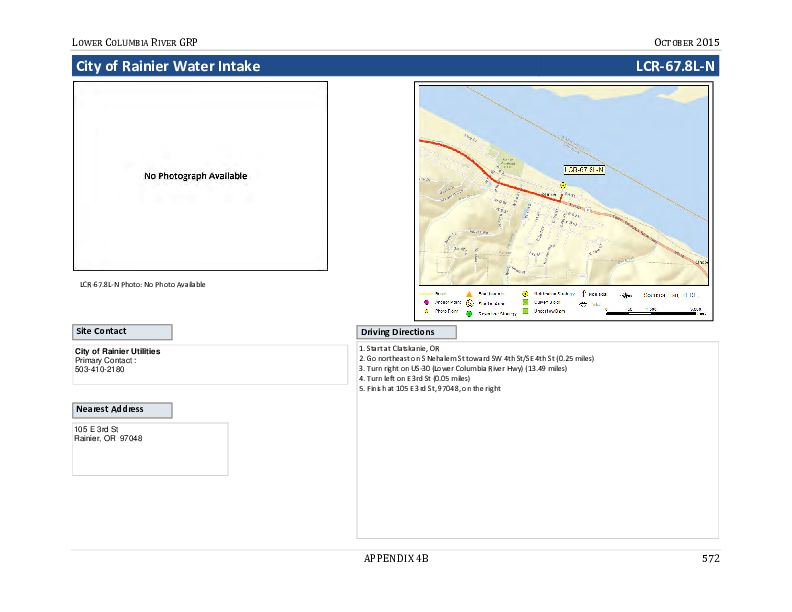 LOWER COLUMBIA RIVER GRP
OCTOBER 2015
City of Rainier Water Intake
LCR-67.8L-N
No Photograph Available
LCR-67.8L-N
LCR-67.8L-N Photo: No Photo Available
Site Contact
City of Rainier Utilities
Primary Contact :
503-410-2180
Nearest Address
105 E 3rd St
Rainier, OR 97048
Driving Directions
1. Start at Clatskanie, OR
2. Go northeast on S Nehalem St toward SW 4th St/SE 4th St (0.25 miles)
3. Turn right on US-30 (Lower Columbia River Hwy) (13.49 miles)
4. Turn left on E 3rd St (0.05 miles)
5. Finish at 105 E 3rd St, 97048, on the right
APPENDIX 4B
572